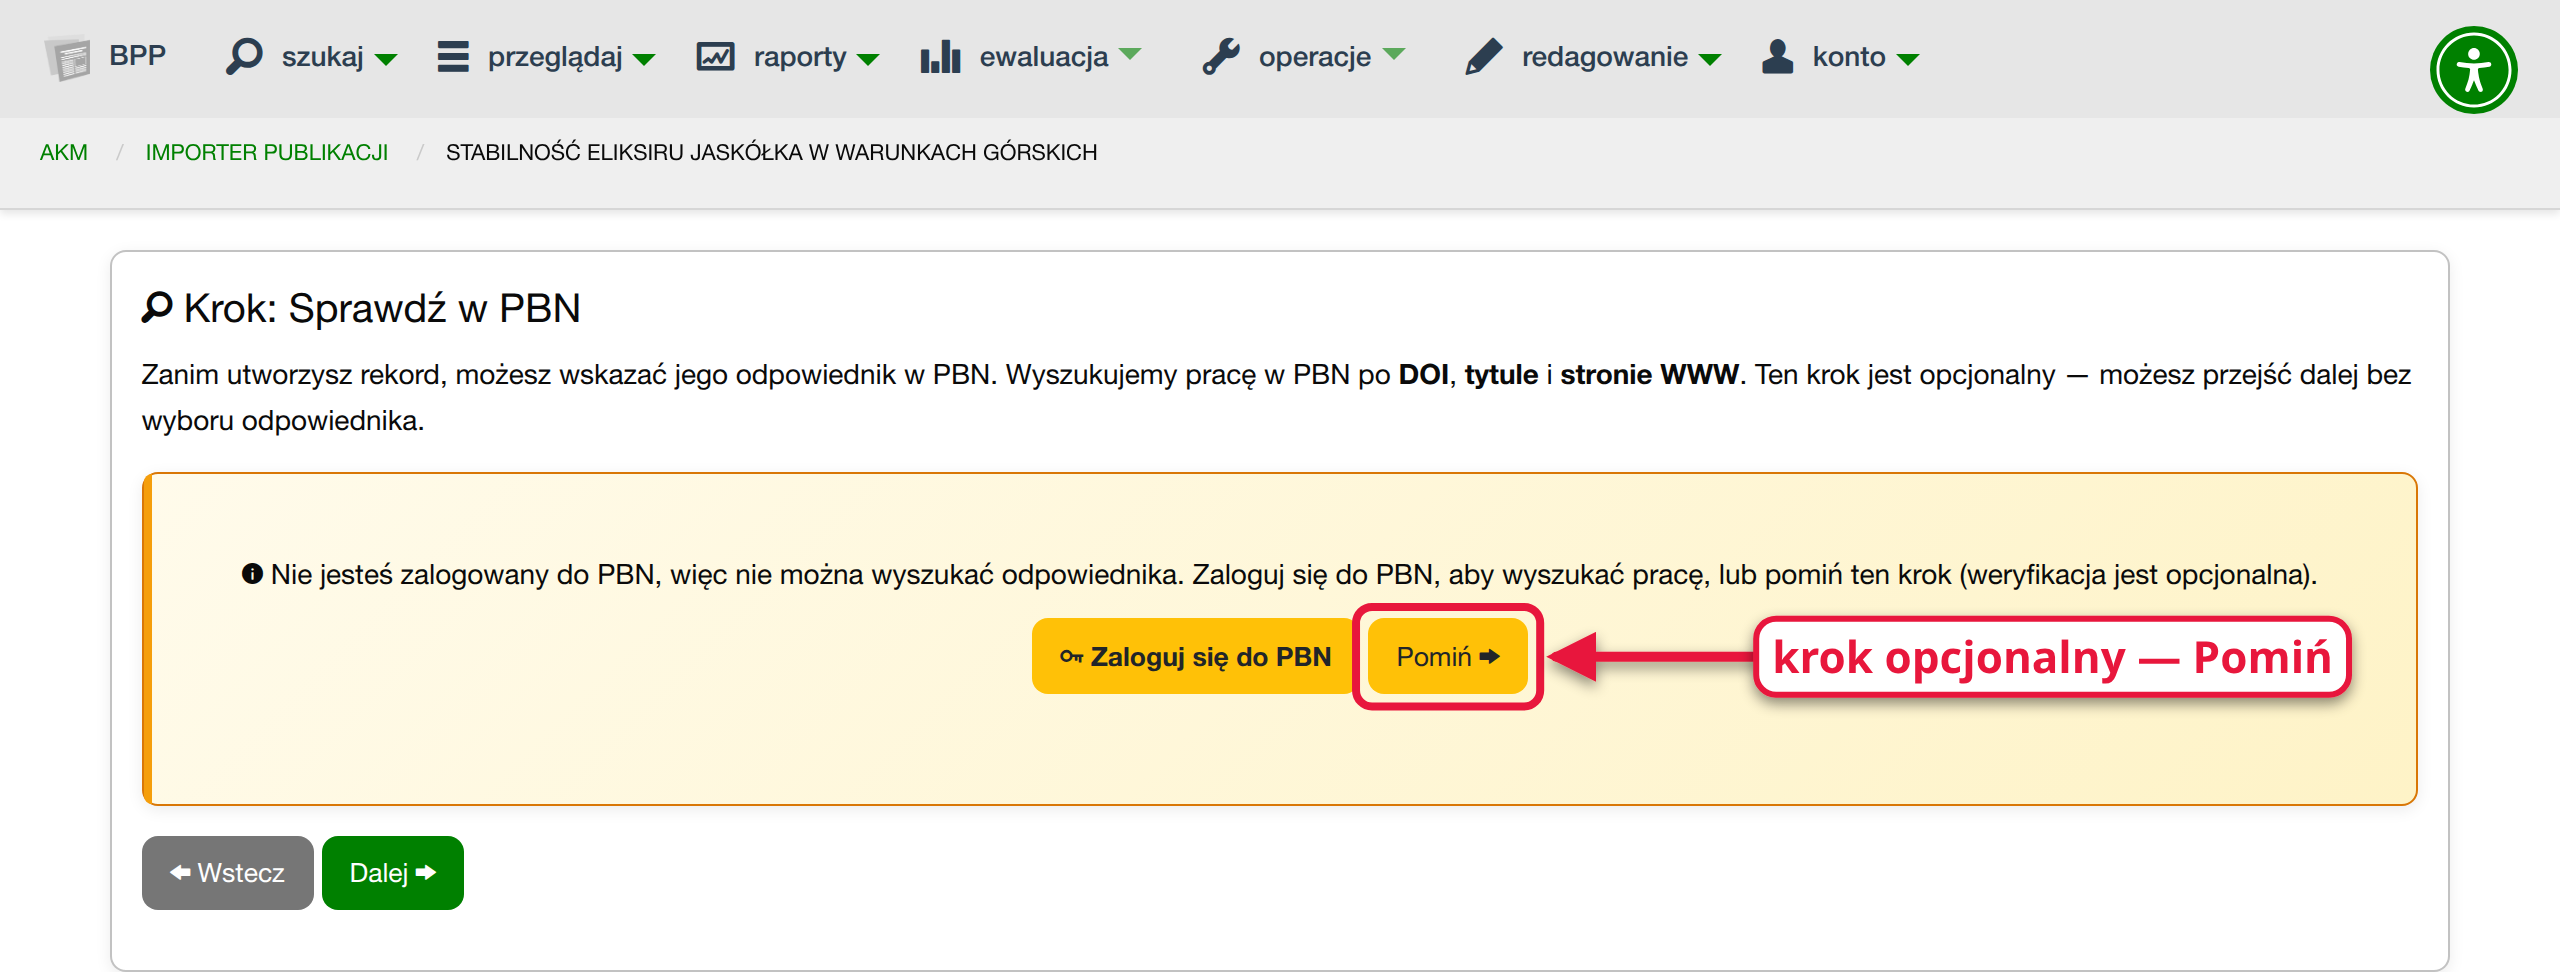 BPP szukaj przeglądaj raporty ewaluacja operacje redagowanie konto
AKM / IMPORTER PUBLIKACJI / STABILNOŚĆ ELIKSIRU JASKÓŁKA W WARUNKACH GÓRSKICH
Krok: Sprawdź w PBN
Zanim utworzysz rekord, możesz wskazać jego odpowiednik w PBN. Wyszukujemy pracę w PBN po DOI, tytule i stronie WWW. Ten krok jest opcjonalny — możesz przejść dalej bez
wyboru odpowiednika.
Nie jesteś zalogowany do PBN, więc nie można wyszukać odpowiednika. Zaloguj się do PBN, aby wyszukać pracę, lub pomiń ten krok (weryfikacja jest opcjonalna).
Zaloguj się do PBN Pomiń krok opcjonalny — Pomiń
Wstecz Dalej